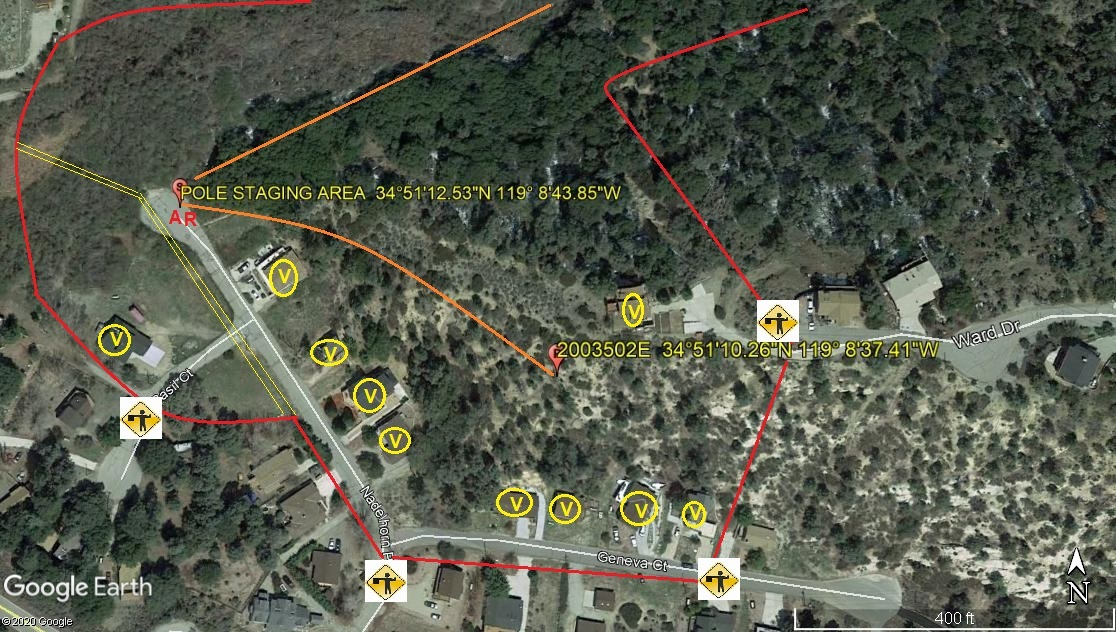 POLE STAGING AREA  34°51'12.53"N 119° 8'43.85"W
AR
V
V
V
V
2003502E  34°51'10.26"N 119° 8'37.41"W
Ward Dr
V
V
V
V
V
V
Geneva Ct
Google Earth
©2020 Google
N
400 ft